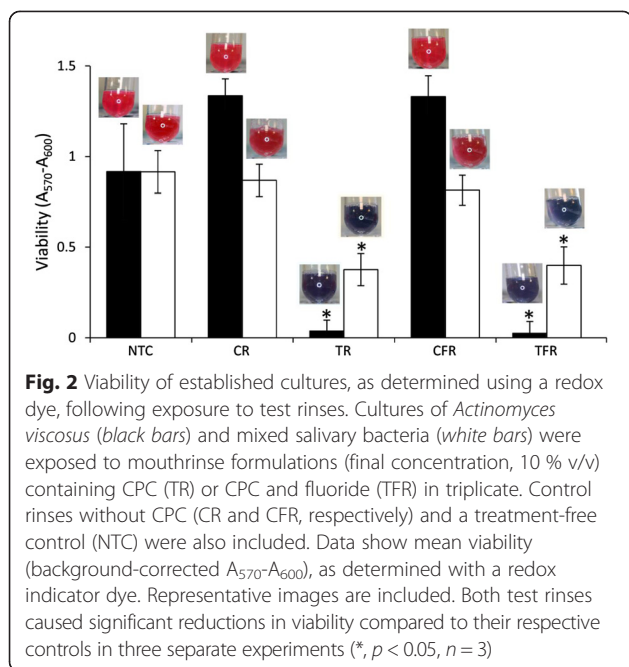 1.5
1
0.5
0
Viability (A570-A600)
*
*
*
*
NTC CR TR CFR TFR
Fig. 2 Viability of established cultures, as determined using a redox
dye, following exposure to test rinses. Cultures of Actinomyces
viscosus (black bars) and mixed salivary bacteria (white bars) were
exposed to mouthrinse formulations (final concentration, 10 % v/v)
containing CPC (TR) or CPC and fluoride (TFR) in triplicate. Control
rinses without CPC (CR and CFR, respectively) and a treatment-free
control (NTC) were also included. Data show mean viability
(background-corrected A570-A600), as determined with a redox
indicator dye. Representative images are included. Both test rinses
caused significant reductions in viability compared to their respective
controls in three separate experiments (*, p < 0.05, n = 3)